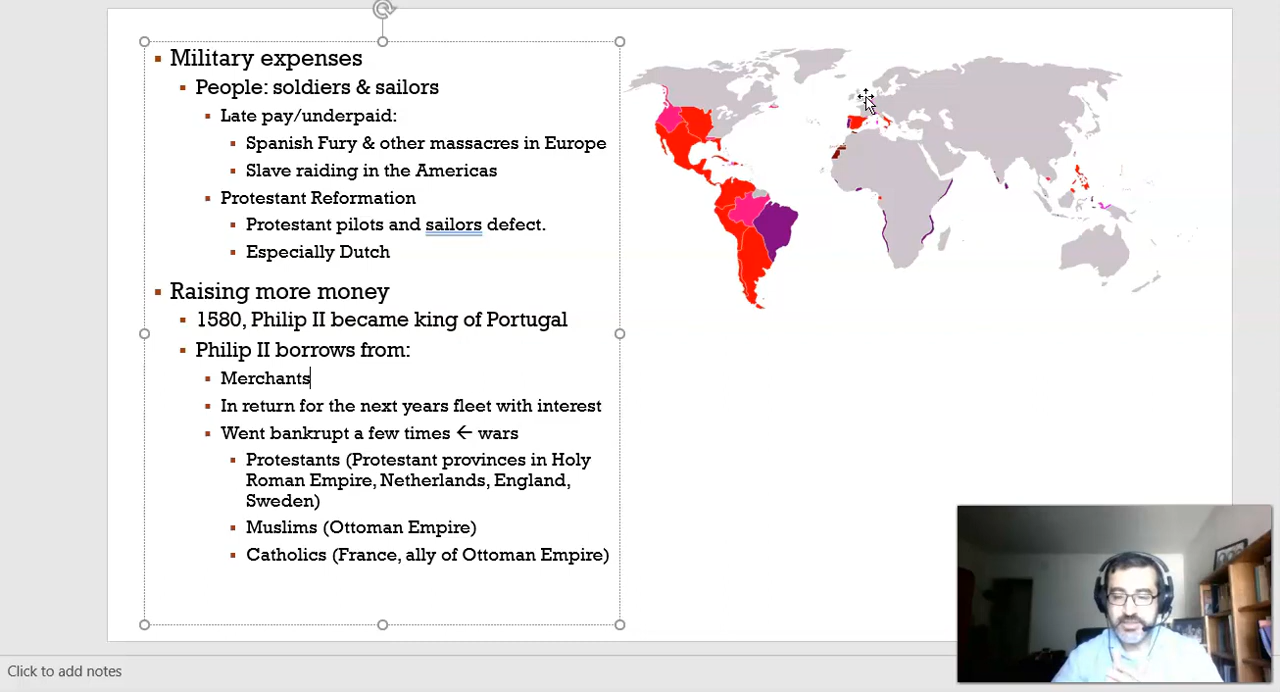 Military expenses
People: soldiers & sailors
Late pay/underpaid:
Spanish Fury & other massacres in Europe
Slave raiding in the Americas
Protestant Reformation
Protestant pilots and sailors defect.
Especially Dutch
Raising more money
1580, Philip II became king of Portugal
Philip II borrows from:
Merchants
In return for the next years fleet with interest
Went bankrupt a few times ← wars
Protestants (Protestant provinces in Holy
Roman Empire, Netherlands, England,
Sweden)
Muslims (Ottoman Empire)
Catholics (France, ally of Ottoman Empire)
Click to add notes